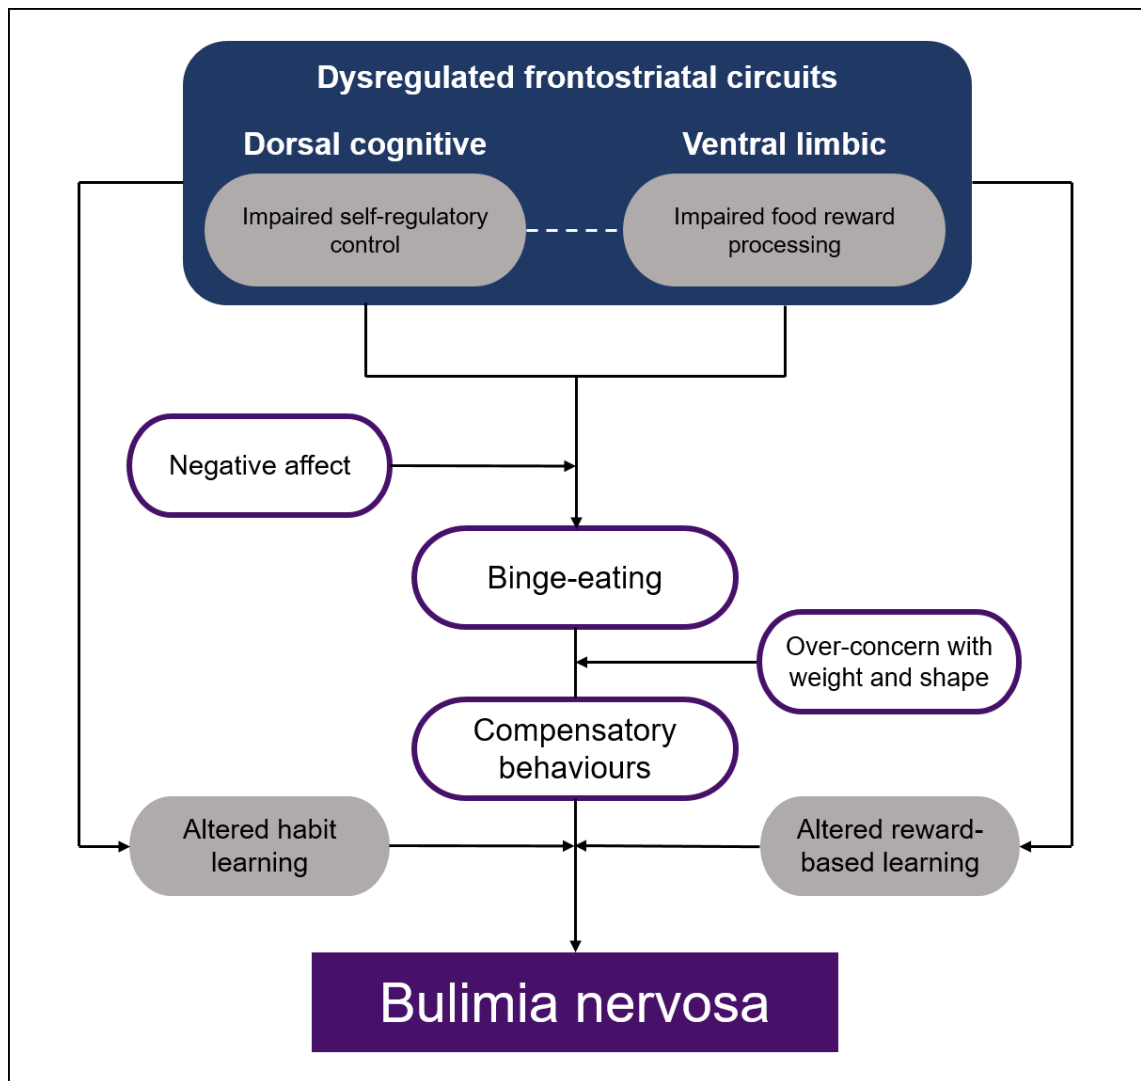 Dysregulated frontostriatal circuits
Dorsal cognitive
Ventral limbic
Impaired self-regulatory
control
Impaired food reward
processing
Negative affect
Binge-eating
Over-concern with
weight and shape
Compensatory
behaviours
Altered habit
learning
Altered reward-
based learning
Bulimia nervosa